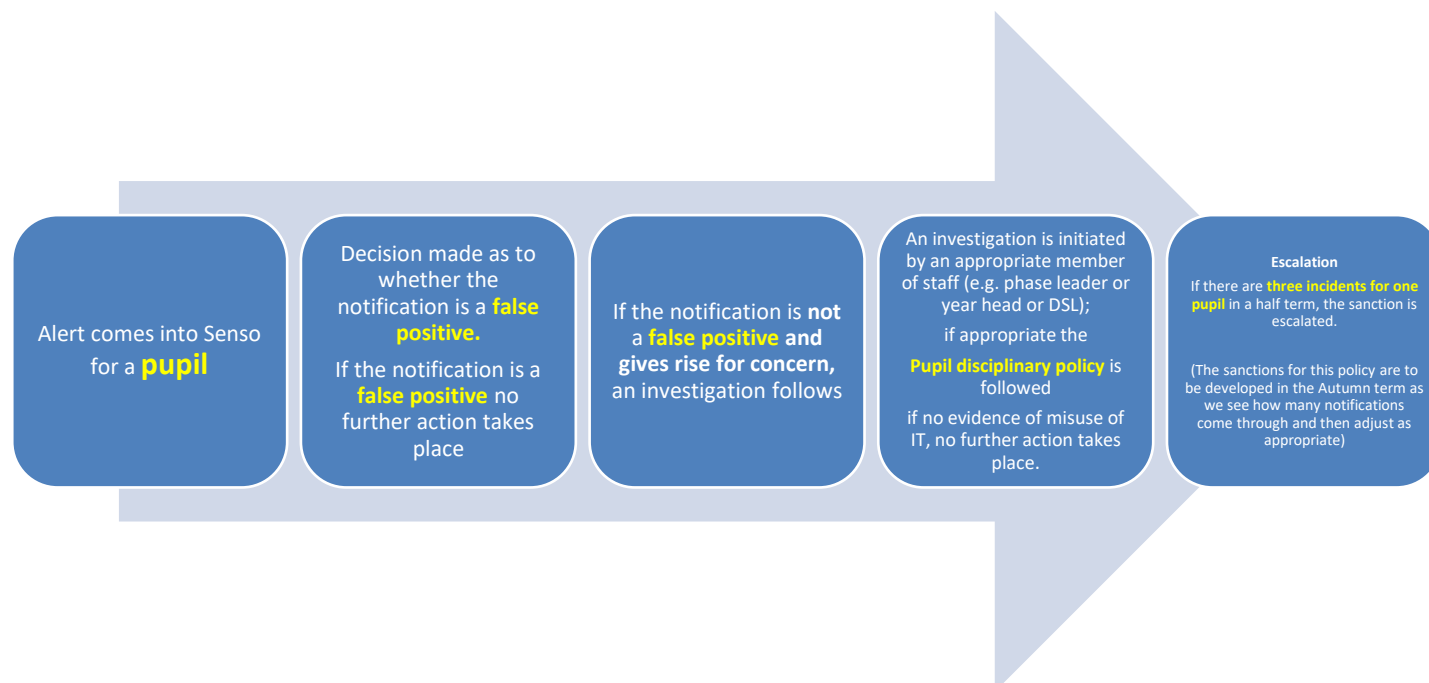 Alert comes into Senso
for a pupil
Decision made as to
whether the
notification is a false
positive.
If the notification is a
false positive no
further action takes
place
If the notification is not
a false positive and
gives rise for concern,
an investigation follows
An investigation is initiated
by an appropriate member
of staff (e.g. phase leader or
year head or DSL);
if appropriate the
Pupil disciplinary policy is
followed
if no evidence of misuse of
IT, no further action takes
place.
Escalation
If there are three incidents for one
pupil in a half term, the sanction is
escalated.
(The sanctions for this policy are to
be developed in the Autumn term as
we see how many notifications
come through and then adjust as
appropriate)